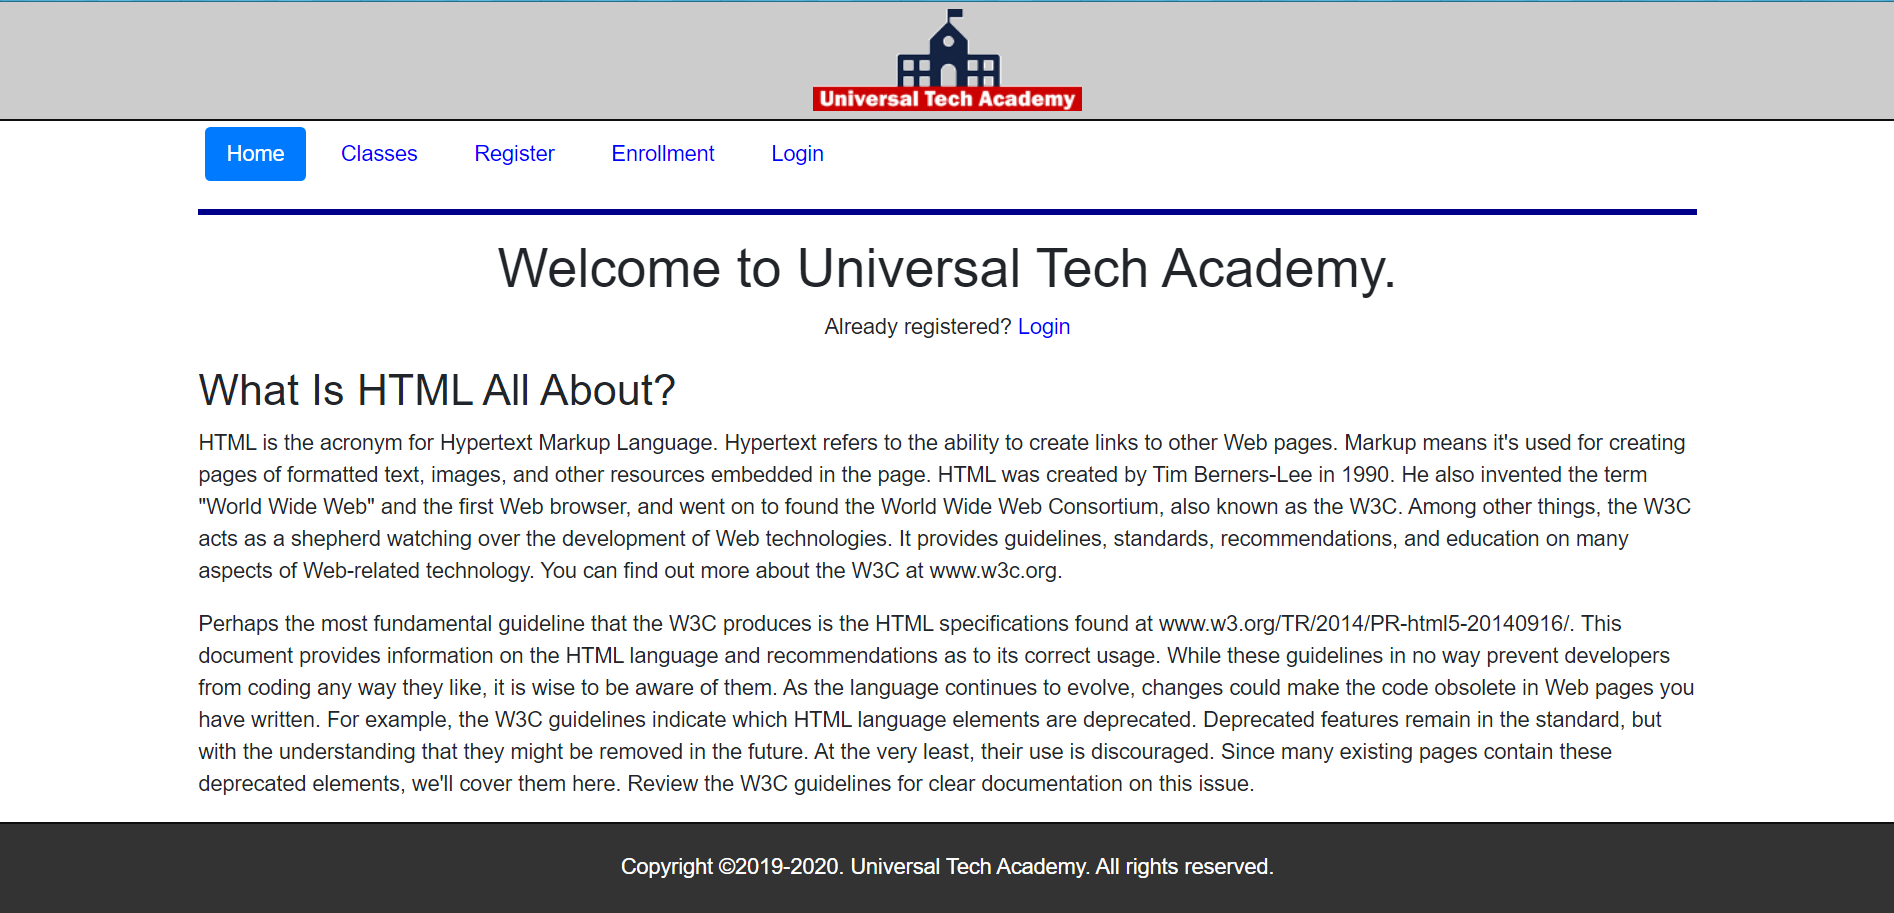 Universal Tech Academy
Home Classes Register Enrollment Login
Welcome to Universal Tech Academy.
Already registered? Login
What Is HTML All About?
HTML is the acronym for Hypertext Markup Language. Hypertext refers to the ability to create links to other Web pages. Markup means it's used for creating
pages of formatted text, images, and other resources embedded in the page. HTML was created by Tim Berners-Lee in 1990. He also invented the term
"World Wide Web" and the first Web browser, and went on to found the World Wide Web Consortium, also known as the W3C. Among other things, the W3C
acts as a shepherd watching over the development of Web technologies. It provides guidelines, standards, recommendations, and education on many
aspects of Web-related technology. You can find out more about the W3C at www.w3c.org.
Perhaps the most fundamental guideline that the W3C produces is the HTML specifications found at www.w3.org/TR/2014/PR-html5-20140916/. This
document provides information on the HTML language and recommendations as to its correct usage. While these guidelines in no way prevent developers
from coding any way they like, it is wise to be aware of them. As the language continues to evolve, changes could make the code obsolete in Web pages you
have written. For example, the W3C guidelines indicate which HTML language elements are deprecated. Deprecated features remain in the standard, but
with the understanding that they might be removed in the future. At the very least, their use is discouraged. Since many existing pages contain these
deprecated elements, we'll cover them here. Review the W3C guidelines for clear documentation on this issue.
Copyright ©2019-2020. Universal Tech Academy. All rights reserved.